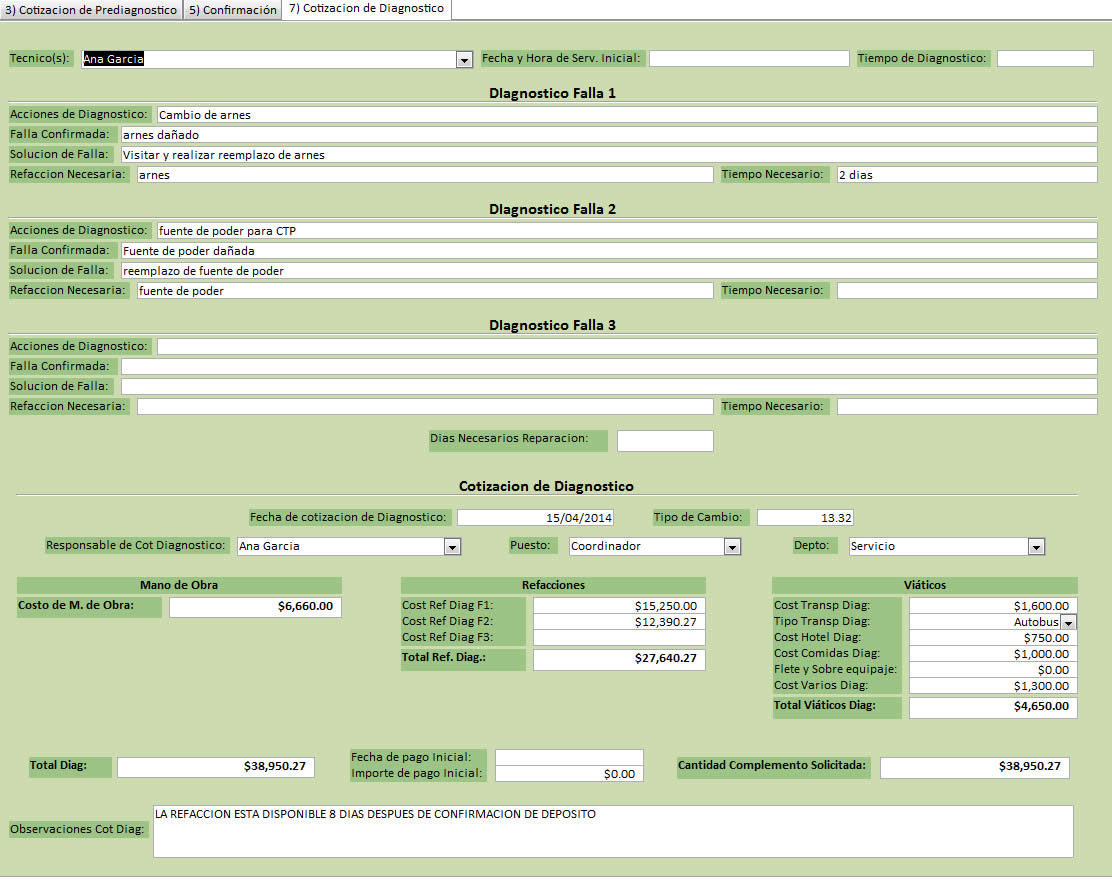 3) Cotizacion de Prediagnostico 5) Confirmación 7) Cotizacion de Diagnostico
Tecnico(s): Ana Garcia Fecha y Hora de Serv. Inicial: Tiempo de Diagnostico:
DIagnostico Falla 1
Acciones de Diagnostico: Cambio de arnes
Falla Confirmada: arnes dañado
Solucion de Falla: Visitar y realizar reemplazo de arnes
Refaccion Necesaria: arnes Tiempo Necesario: 2 dias
DIagnostico Falla 2
Acciones de Diagnostico: fuente de poder para CTP
Falla Confirmada: Fuente de poder dañada
Solucion de Falla: reemplazo de fuente de poder
Refaccion Necesaria: fuente de poder Tiempo Necesario:
DIagnostico Falla 3
Acciones de Diagnostico:
Falla Confirmada:
Solucion de Falla:
Refaccion Necesaria: Tiempo Necesario:
Dias Necesarios Reparacion:
Cotizacion de Diagnostico
Fecha de cotizacion de Diagnostico: 15/04/2014 Tipo de Cambio: 13.32
Responsable de Cot Diagnostico: Ana Garcia Puesto: Coordinador Depto: Servicio
Mano de Obra Refacciones Viáticos
Costo de M. de Obra: $6,660.00 Cost Ref Diag F1: $15,250.00 Cost Transp Diag: $1,600.00
Cost Ref Diag F2: $12,390.27 Tipo Transp Diag: Autobus
Cost Ref Diag F3: Cost Hotel Diag: $750.00
Total Ref. Diag.: $27,640.27 Cost Comidas Diag: $1,000.00
Flete y Sobre equipaje: $0.00
Cost Varios Diag: $1,300.00
Total Viáticos Diag: $4,650.00
Total Diag: $38,950.27 Fecha de pago Inicial: Cantidad Complemento Solicitada: $38,950.27
Importe de pago Inicial: $0.00
Observaciones Cot Diag: LA REFACCION ESTA DISPONIBLE 8 DIAS DESPUES DE CONFIRMACION DE DEPOSITO